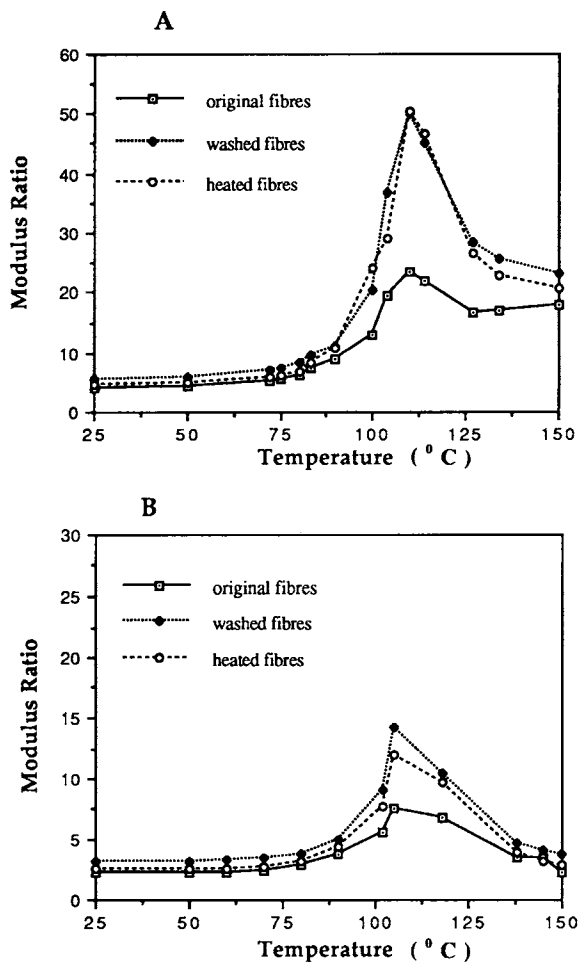 A
60
50
40
30
20
10
0
Modulus Ratio
original fibres
washed fibres
heated fibres
25 50 75 100 125 150
Temperature ( ° C )
B
30
25
20
15
10
5
0
Modulus Ratio
original fibres
washed fibres
heated fibres
25 50 75 100 125 150
Temperature ( ° C )